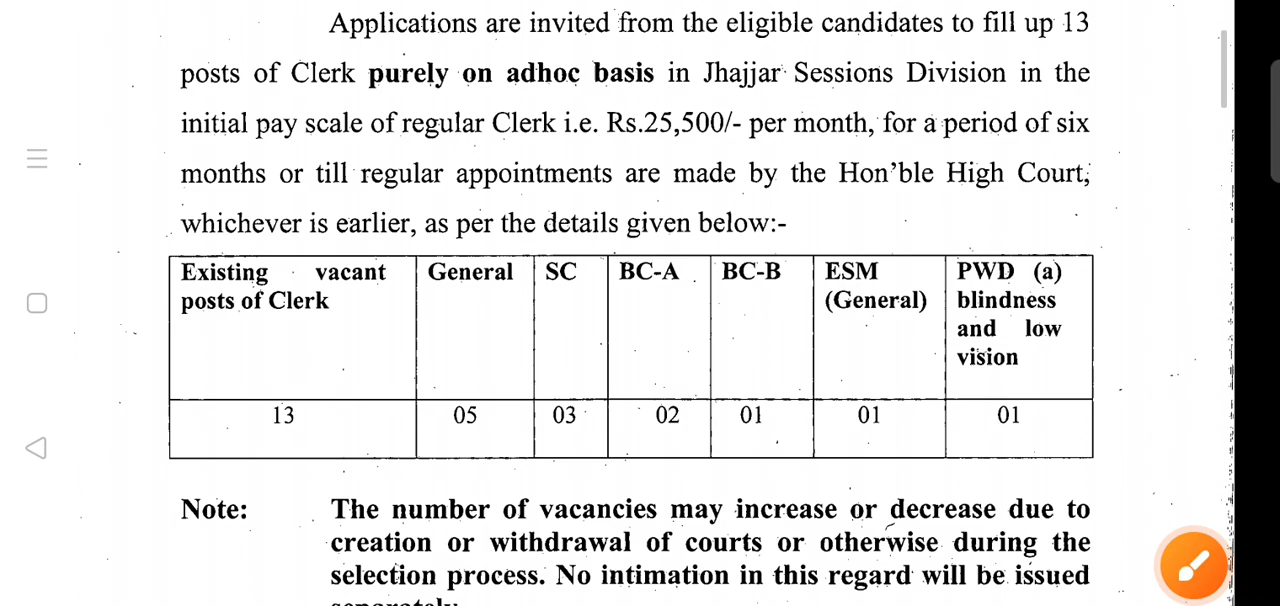 Applications are invited from the eligible candidates to fill up 13
posts of Clerk purely on adhoc basis in Jhajjar Sessions Division in the
initial pay scale of regular Clerk i.e. Rs.25,500/- per month, for a period of six
months or till regular appointments are made by the Hon'ble High Court,
whichever is earlier, as per the details given below:-
Existing vacant posts of Clerk General SC BC-A BC-B ESM (General) PWD (a) blindness and low vision
13 05 03 02 01 01 01
Note: The number of vacancies may increase or decrease due to
creation or withdrawal of courts or otherwise during the
selection process. No intimation in this regard will be issued